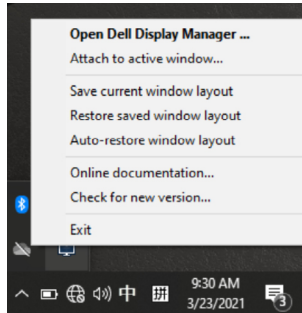 Open Dell Display Manager ...
Attach to active window...
Save current window layout
Restore saved window layout
Auto-restore window layout
Online documentation...
Check for new version...
Exit
中
拼
9:30 AM
3/23/2021
3